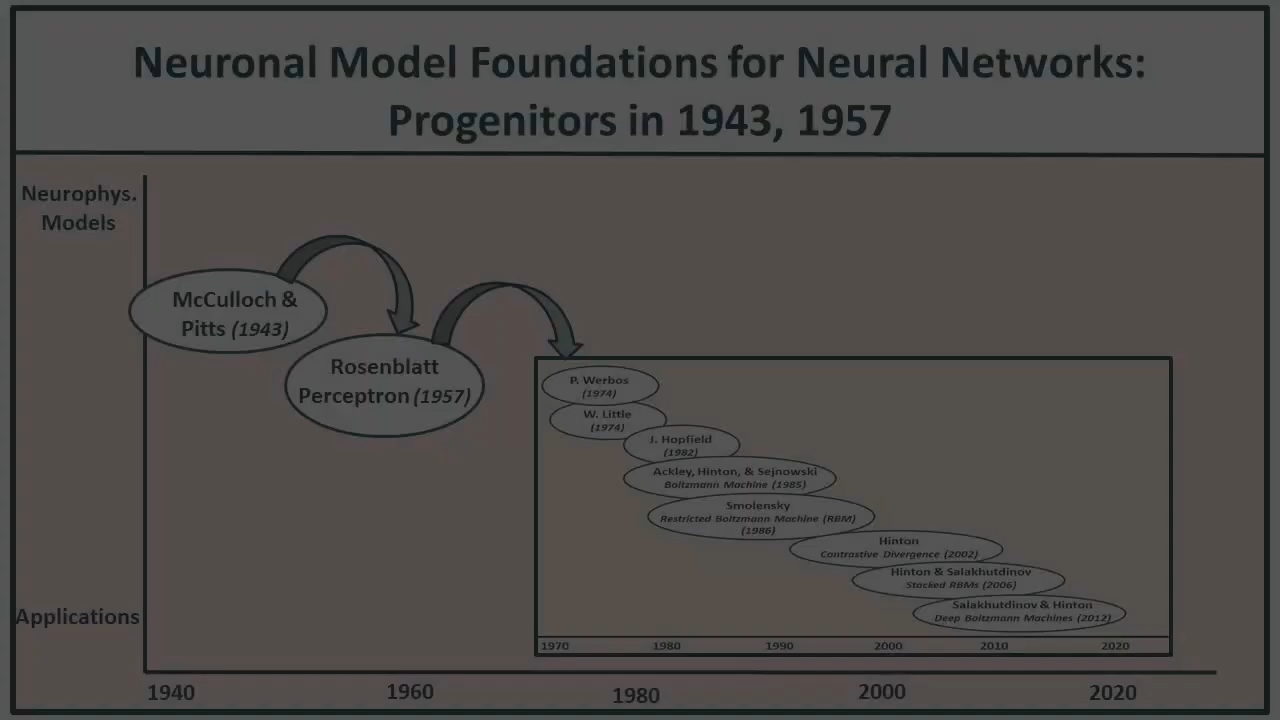 Neuronal Model Foundations for Neural Networks:
Progenitors in 1943, 1957
Neurophys.
Models
McCulloch &
Pitts (1943)
Rosenblatt
Perceptron (1957)
P. Werbos
(1974)
W. Little
(1974)
J. Hopfield
(1982)
Ackley, Hinton, & Sejnowski
Boltzmann Machine (1985)
Smolensky
Restricted Boltzmann Machine (RBM)
(1986)
Hinton
Contrastive Divergence (2002)
Hinton & Salakhutdinov
Stacked RBMs (2006)
Salakhutdinov & Hinton
Deep Boltzmann Machines (2012)
Applications
1970 1980 1990 2000 2010 2020
1940 1960 1980 2000 2020